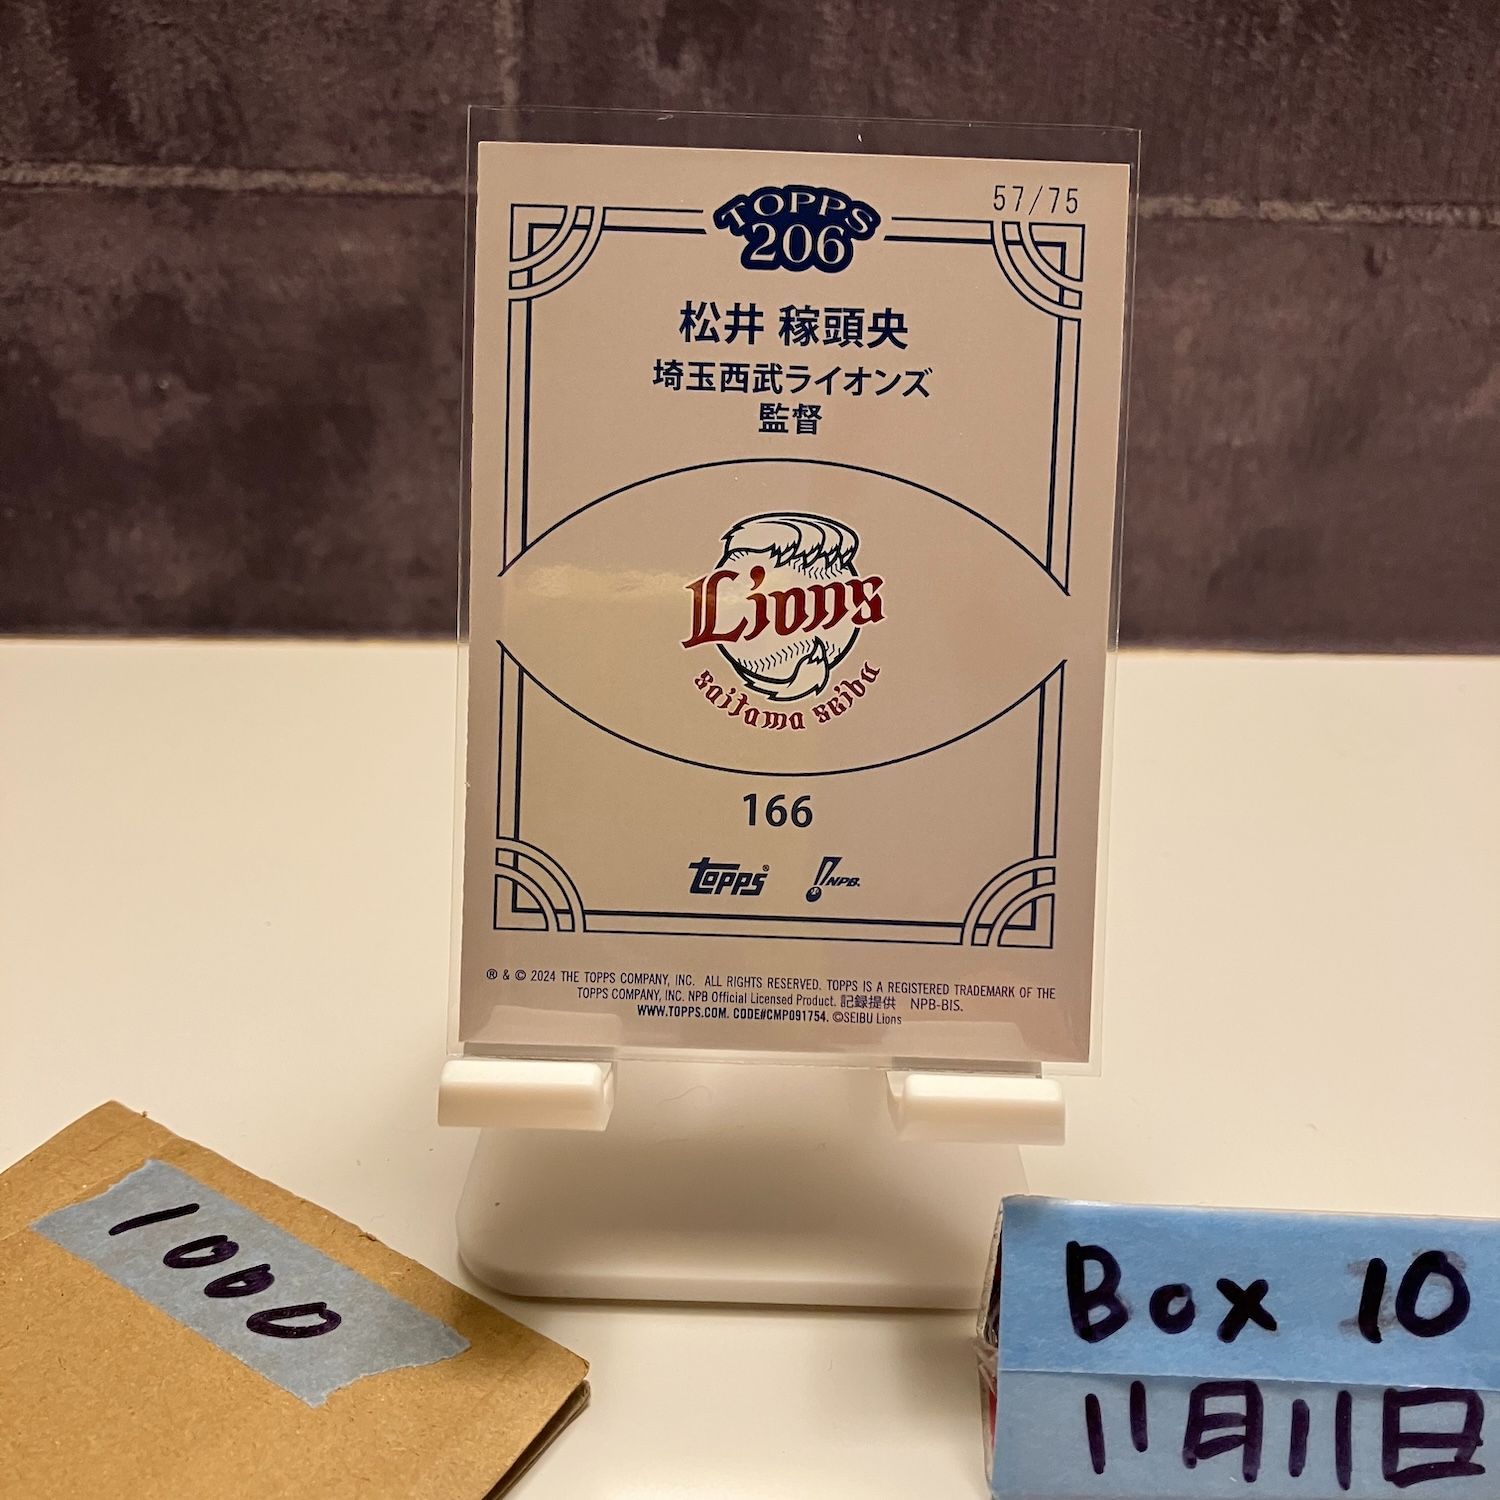 57/75
TOPPS
206
松井 稼頭央
埼玉西武ライオンズ
監督
Lions
saitama seibu
166
topps®
NPB.
® & © 2024 THE TOPPS COMPANY, INC. ALL RIGHTS RESERVED. TOPPS IS A REGISTERED TRADEMARK OF THE
TOPPS COMPANY, INC. NPB Official Licensed Product. 記録提供 NPB-BIS.
WWW.TOPPS.COM. CODE#CMP091754. ©SEIBU Lions
1000
Box 10
11月11日